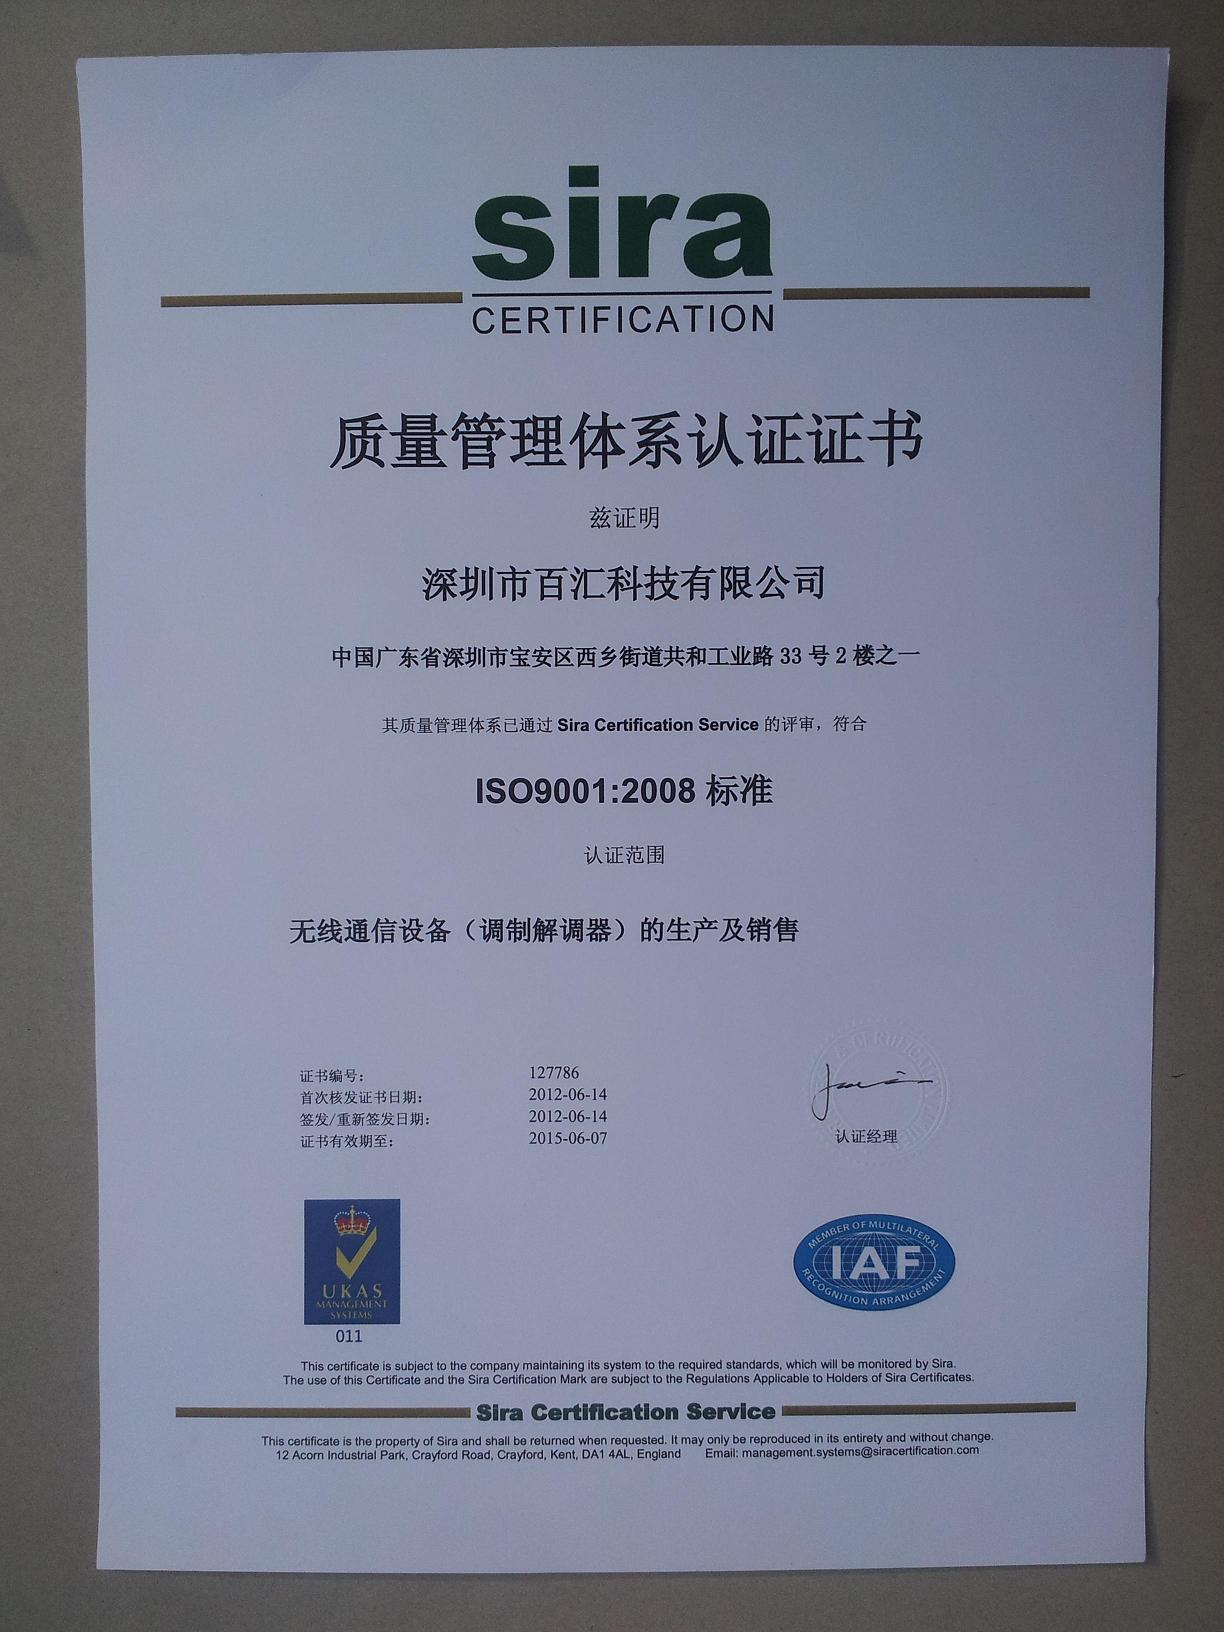 sira
CERTIFICATION
质量管理体系认证证书
兹证明
深圳市百汇科技有限公司
中国广东省深圳市宝安区西乡街道共和工业路 33 号 2 楼之一
其质量管理体系已通过 Sira Certification Service 的评审，符合
ISO9001:2008 标准
认证范围
无线通信设备（调制解调器）的生产及销售
证书编号： 127786
首次核发证书日期： 2012-06-14
签发/重新签发日期： 2012-06-14
证书有效期至： 2015-06-07
认证经理
UKAS
MANAGEMENT
SYSTEMS
011
MEMBER OF MULTILATERAL
IAF
RECOGNITION ARRANGEMENT
This certificate is subject to the company maintaining its system to the required standards, which will be monitored by Sira.
The use of this Certificate and the Sira Certification Mark are subject to the Regulations Applicable to Holders of Sira Certificates.
Sira Certification Service
This certificate is the property of Sira and shall be returned when requested. It may only be reproduced in its entirety and without change.
12 Acorn Industrial Park, Crayford Road, Crayford, Kent, DA1 4AL, England Email: management.systems@siracertification.com